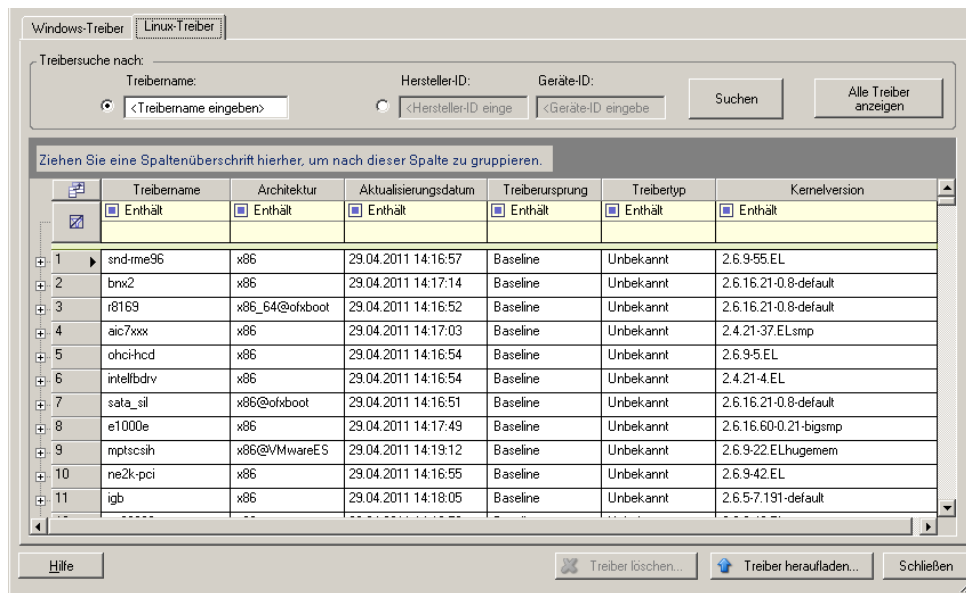 Windows-Treiber Linux-Treiber
Treibersuche nach:
Treibername: Hersteller-ID: Geräte-ID:
<Treibername eingeben> <Hersteller-ID einge <Geräte-ID eingebe Suchen Alle Treiber anzeigen
Ziehen Sie eine Spaltenüberschrift hierher, um nach dieser Spalte zu gruppieren.
Treibername Architektur Aktualisierungsdatum Treiberursprung Treibertyp Kernelversion
Enthält Enthält Enthält Enthält Enthält Enthält
1 snd-rme96 x86 29.04.2011 14:16:57 Baseline Unbekannt 2.6.9-55.EL
2 bnx2 x86 29.04.2011 14:17:14 Baseline Unbekannt 2.6.16.21-0.8-default
3 r8169 x86_64@ofxboot 29.04.2011 14:16:52 Baseline Unbekannt 2.6.16.21-0.8-default
4 aic7xxx x86 29.04.2011 14:17:03 Baseline Unbekannt 2.4.21-37.ELsmp
5 ohci-hcd x86 29.04.2011 14:16:54 Baseline Unbekannt 2.6.9-5.EL
6 intelfbdrv x86 29.04.2011 14:16:54 Baseline Unbekannt 2.4.21-4.EL
7 sata_sil x86@ofxboot 29.04.2011 14:16:51 Baseline Unbekannt 2.6.16.21-0.8-default
8 e1000e x86 29.04.2011 14:17:49 Baseline Unbekannt 2.6.16.60-0.21-bigsmp
9 mptscsih x86@VMwareES 29.04.2011 14:19:12 Baseline Unbekannt 2.6.9-22.ELhugemem
10 ne2k-pci x86 29.04.2011 14:16:55 Baseline Unbekannt 2.6.9-42.EL
11 igb x86 29.04.2011 14:18:05 Baseline Unbekannt 2.6.5-7.191-default
Hilfe Treiber löschen... Treiber heraufladen... Schließen